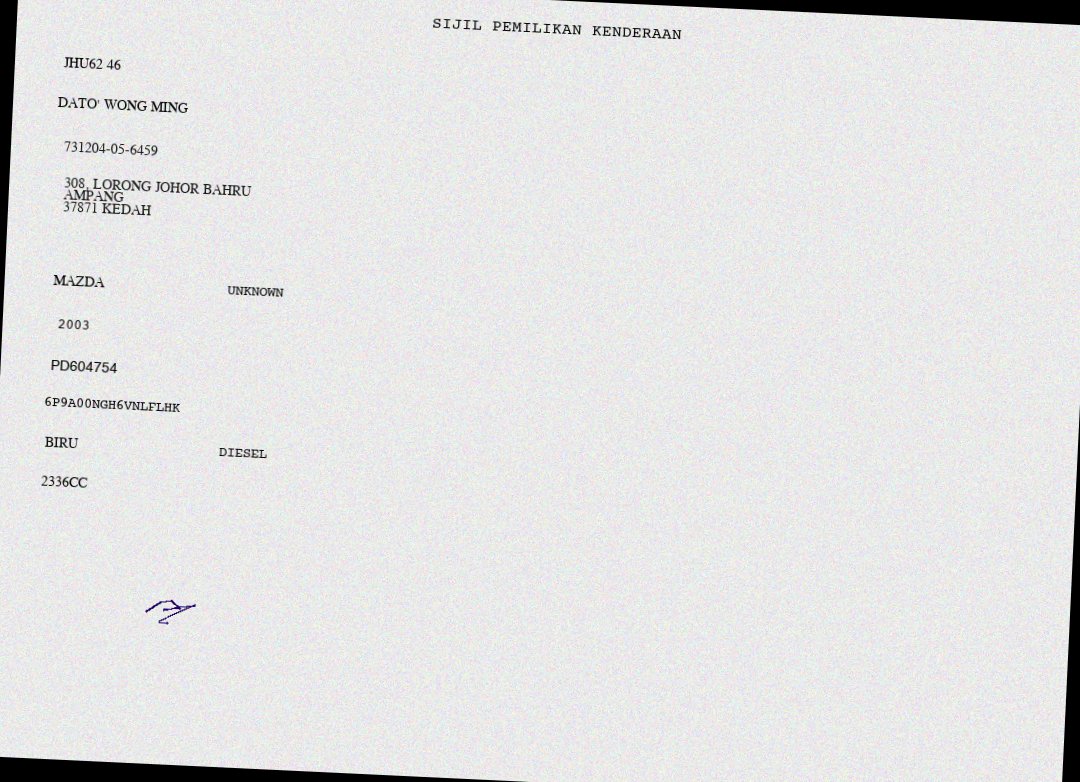 SIJIL PEMILIKAN KENDERAAN
JHU62 46
DATO' WONG MING
731204-05-6459
308, LORONG JOHOR BAHRU
AMPANG
37871 KEDAH
MAZDA UNKNOWN
2003
PD604754
6P9A00NGH6VNLFLHK
BIRU DIESEL
2336CC